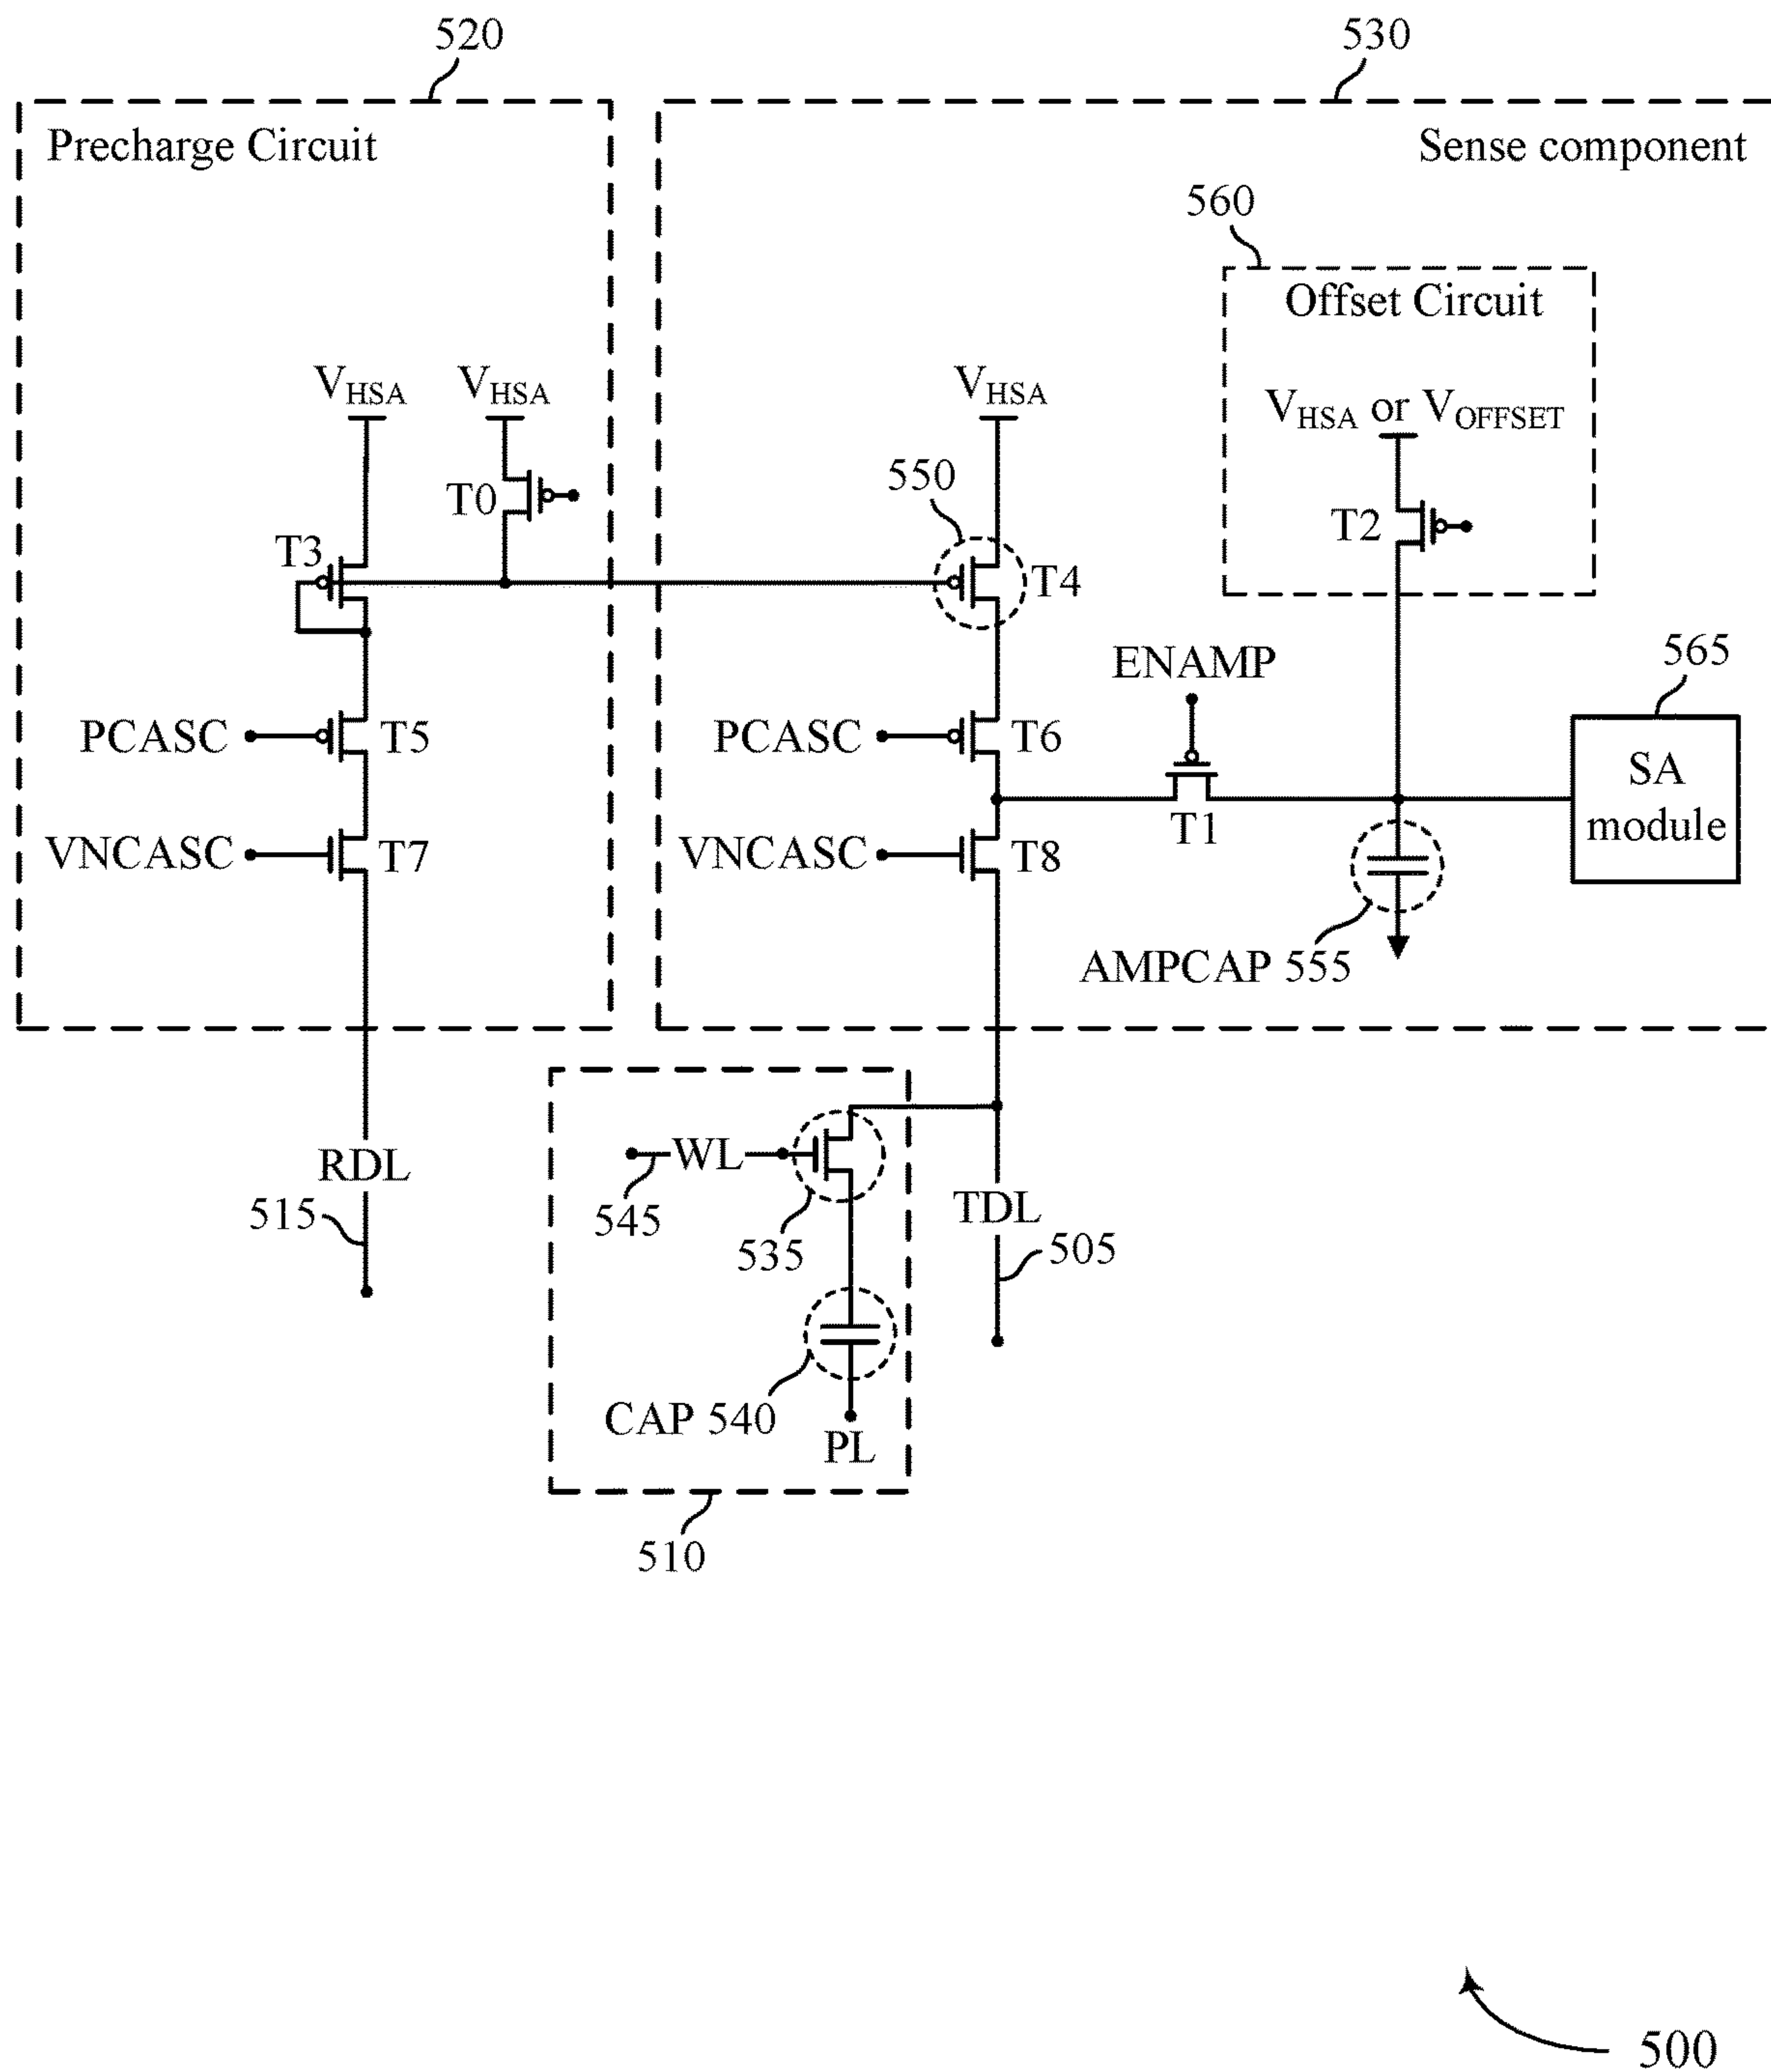 520
530
Precharge Circuit
Sense component
560
Offset Circuit
VHSA
VHSA
VHSA
VHSA or VOFFSET
550
T0
T2
T3
T4
ENAMP
565
PCASC
T5
PCASC
T6
SA
module
T1
VNCASC
T7
VNCASC
T8
AMPCAP 555
WL
RDL
545
TDL
515
535
505
CAP 540
PL
510
500